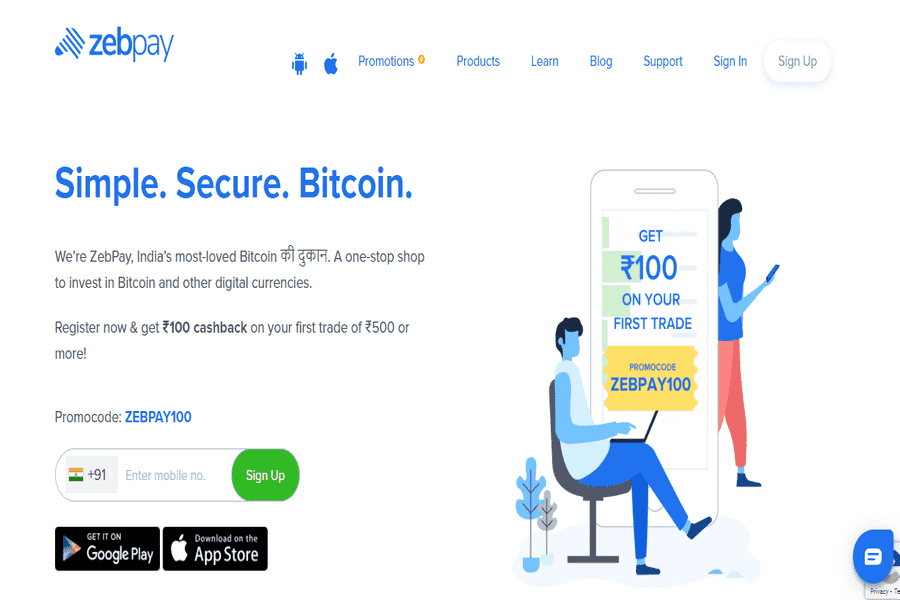 zebpay
Promotions
Products
Learn
Blog
Support
Sign In
Sign Up
Simple. Secure. Bitcoin.
We're ZebPay, India's most-loved Bitcoin की दुकान. A one-stop shop
to invest in Bitcoin and other digital currencies.
Register now & get ₹100 cashback on your first trade of ₹500 or
more!
Promocode: ZEBPAY100
+91
Enter mobile no.
Sign Up
GET IT ON
Google Play
Download on the
App Store
GET
₹100
ON YOUR
FIRST TRADE
PROMOCODE
ZEBPAY100
Privacy -